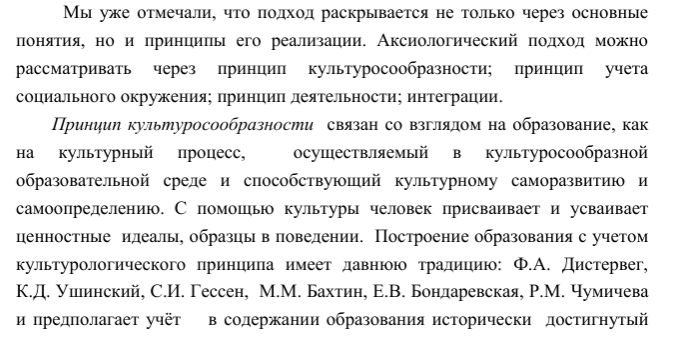 Мы уже отмечали, что подход раскрывается не только через основные
понятия, но и принципы его реализации. Аксиологический подход можно
рассматривать через принцип культуросообразности; принцип учета
социального окружения; принцип деятельности; интеграции.
Принцип культуросообразности связан со взглядом на образование, как
на культурный процесс, осуществляемый в культуросообразной
образовательной среде и способствующий культурному саморазвитию и
самоопределению. С помощью культуры человек присваивает и усваивает
ценностные идеалы, образцы в поведении. Построение образования с учетом
культурологического принципа имеет давнюю традицию: Ф.А. Дистервег,
К.Д. Ушинский, С.И. Гессен, М.М. Бахтин, Е.В. Бондаревская, Р.М. Чумичева
и предполагает учёт в содержании образования исторически достигнутый